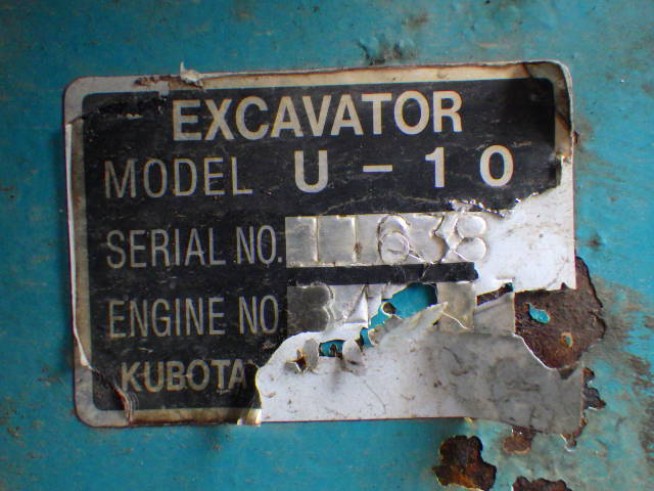 EXCAVATOR
MODEL U-10
SERIAL NO.
ENGINE NO
KUBOTA